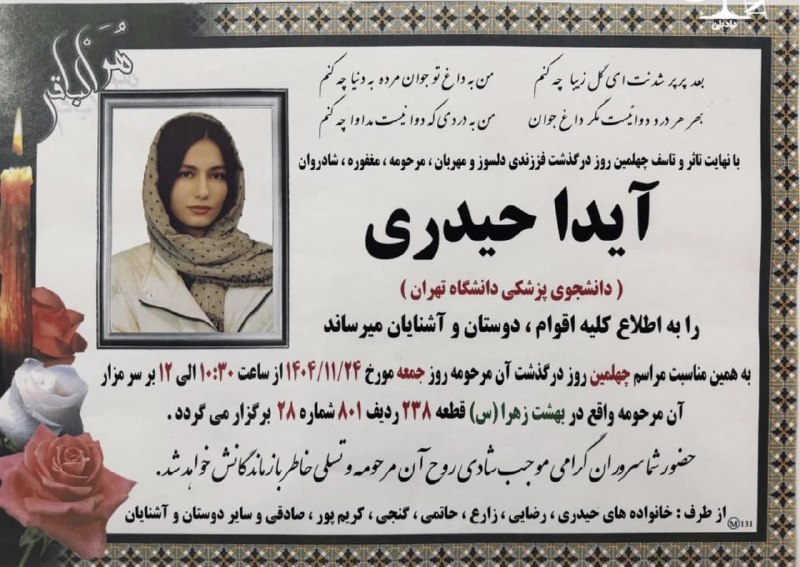 هُوَ الباقی
بعد پرپر شدنت ای گل زیبا چه کنم من به داغ تو جوان مرده به دنیا چه کنم
بهر هر درد دوائیست مگر داغ جوان من به دردی که دوا نیست مداوا چه کنم
با نهایت تاثر و تاسف چهلمین روز درگذشت فرزندی دلسوز و مهربان ، مرحومه ، مغفوره ، شادروان
آیدا حیدری
( دانشجوی پزشکی دانشگاه تهران )
را به اطلاع کلیه اقوام ، دوستان و آشنایان میرساند
به همین مناسبت مراسم چهلمین روز درگذشت آن مرحومه روز جمعه مورخ ۱۴۰۴/۱۱/۲۴ از ساعت ۱۰:۳۰ الی ۱۲ بر سر مزار
آن مرحومه واقع در بهشت زهرا (س) قطعه ۲۳۸ ردیف ۸۰۱ شماره ۲۸ برگزار می گردد .
حضور شما سروران گرامی موجب شادی روح آن مرحومه و تسلی خاطر بازماندگانش خواهد شد.
از طرف : خانواده های حیدری ، رضایی ، زارع ، حاتمی ، گنجی ، کریم پور ، صادقی و سایر دوستان و آشنایان
M 131